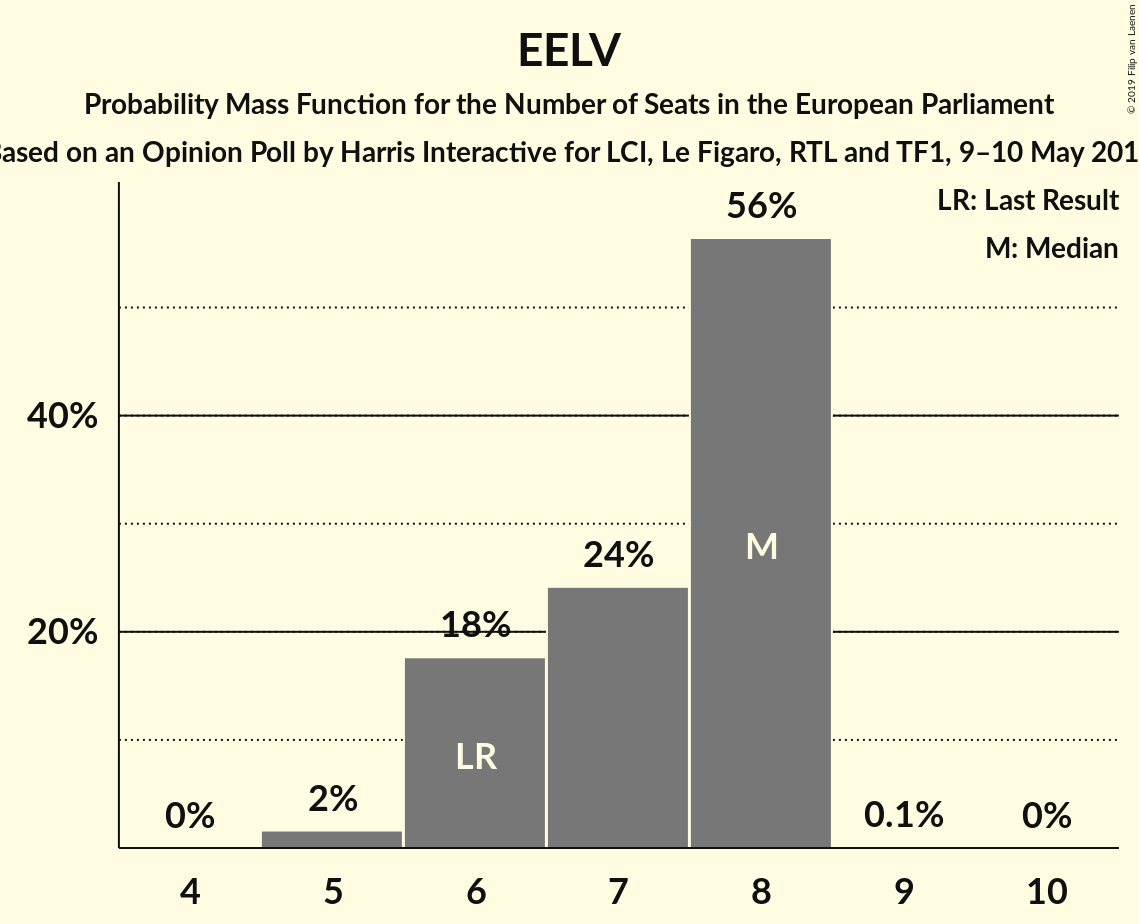 EELV
Probability Mass Function for the Number of Seats in the European Parliament
Based on an Opinion Poll by Harris Interactive for LCI, Le Figaro, RTL and TF1, 9–10 May 201
© 2019 Filip van Laenen
LR: Last Result
M: Median
56%
40%
24%
M
20%
18%
LR
2%
0%
0.1%
0%
4 5 6 7 8 9 10